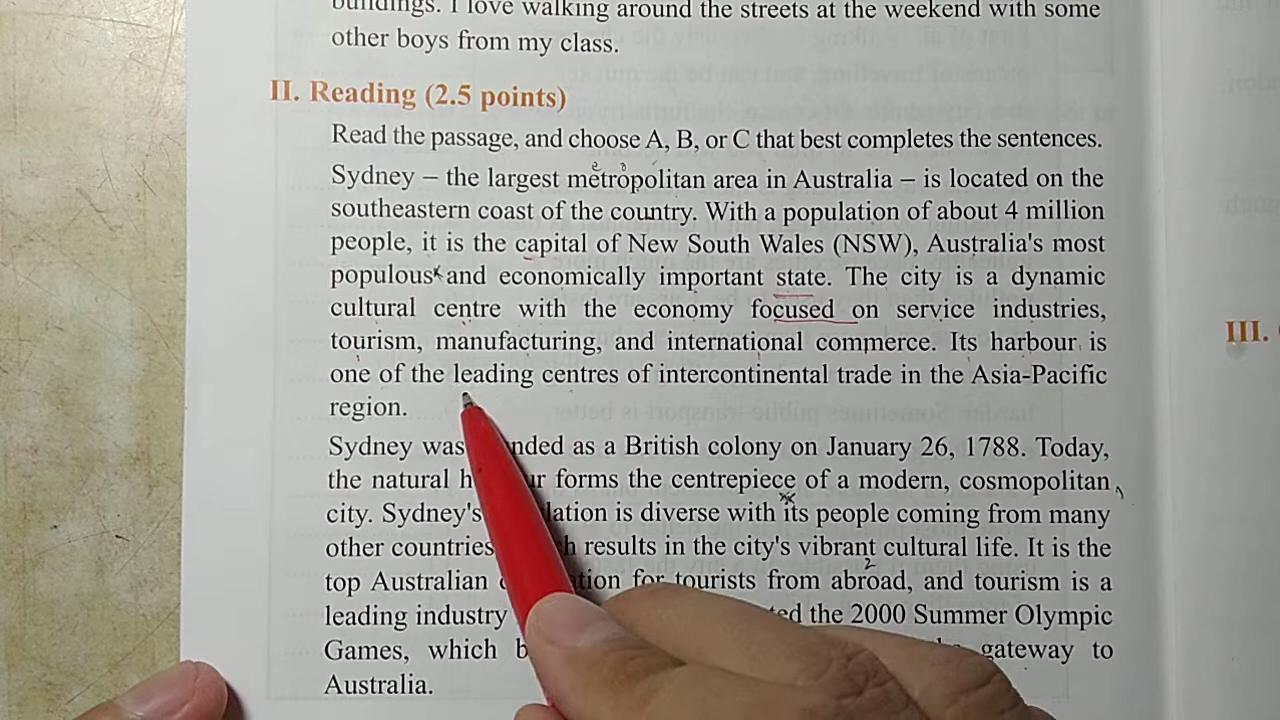 buildings. I love walking around the streets at the weekend with some
other boys from my class.
II. Reading (2.5 points)
Read the passage, and choose A, B, or C that best completes the sentences.
Sydney – the largest metropolitan area in Australia – is located on the
southeastern coast of the country. With a population of about 4 million
people, it is the capital of New South Wales (NSW), Australia's most
populous and economically important state. The city is a dynamic
cultural centre with the economy focused on service industries,
tourism, manufacturing, and international commerce. Its harbour is
III.
one of the leading centres of intercontinental trade in the Asia-Pacific
region.
Sydney was nded as a British colony on January 26, 1788. Today,
the natural h ur forms the centrepiece of a modern, cosmopolitan
city. Sydney's lation is diverse with its people coming from many
other countries h results in the city's vibrant cultural life. It is the
top Australian ation for tourists from abroad, and tourism is a
leading industry ted the 2000 Summer Olympic
Games, which b gateway to
Australia.